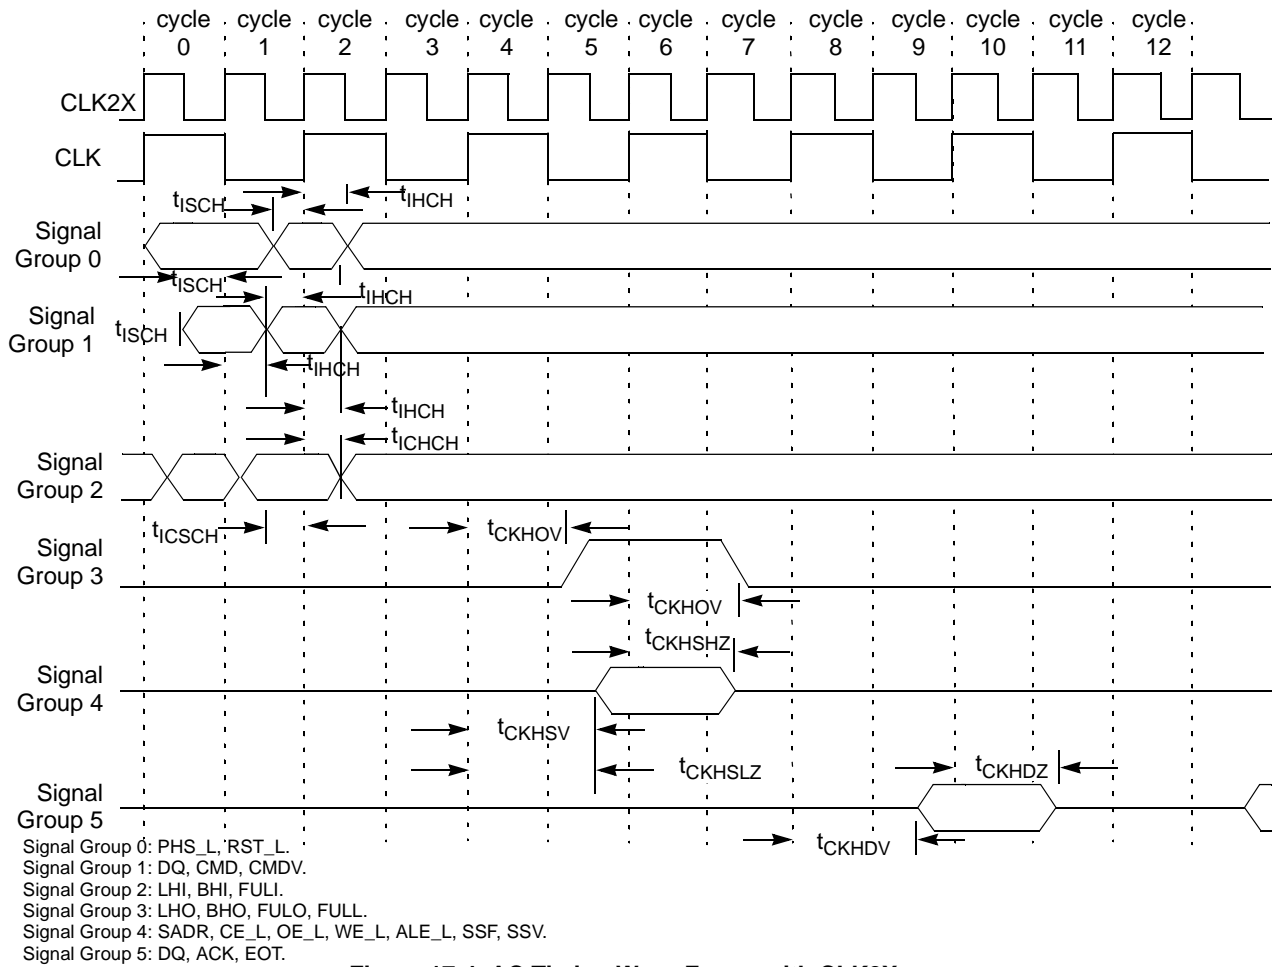 cycle cycle cycle cycle cycle cycle cycle cycle cycle cycle cycle cycle cycle
0 1 2 3 4 5 6 7 8 9 10 11 12
CLK2X
CLK
tISCH tIHCH
Signal
Group 0
tISCH tIHCH
Signal
Group 1
tISCH
tIHCH
tIHCH
tICHCH
Signal
Group 2
tICSCH tCKHOV
Signal
Group 3
tCKHOV
tCKHSHZ
Signal
Group 4
tCKHSV
tCKHSLZ tCKHDZ
Signal
Group 5
tCKHDV
Signal Group 0: PHS_L, RST_L.
Signal Group 1: DQ, CMD, CMDV.
Signal Group 2: LHI, BHI, FULI.
Signal Group 3: LHO, BHO, FULO, FULL.
Signal Group 4: SADR, CE_L, OE_L, WE_L, ALE_L, SSF, SSV.
Signal Group 5: DQ, ACK, EOT.